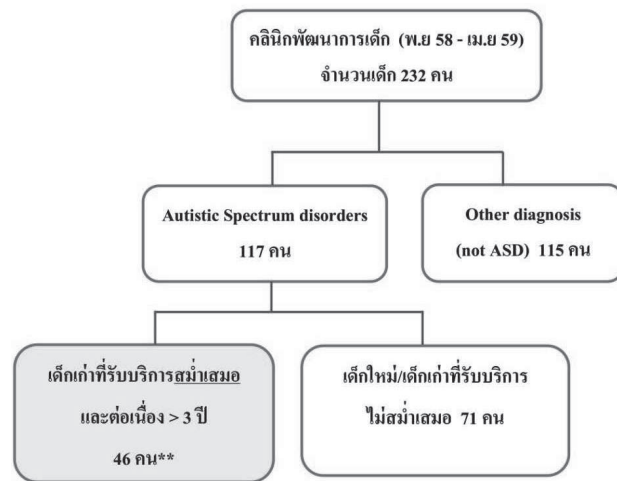 คลินิกพัฒนาการเด็ก (พ.ย 58 - เม.ย 59)
จำนวนเด็ก 232 คน
Autistic Spectrum disorders
117 คน
Other diagnosis
(not ASD) 115 คน
เด็กเก่าที่รับบริการสม่ำเสมอ
และต่อเนื่อง > 3 ปี
46 คน**
เด็กใหม่/เด็กเก่าที่รับบริการ
ไม่สม่ำเสมอ 71 คน